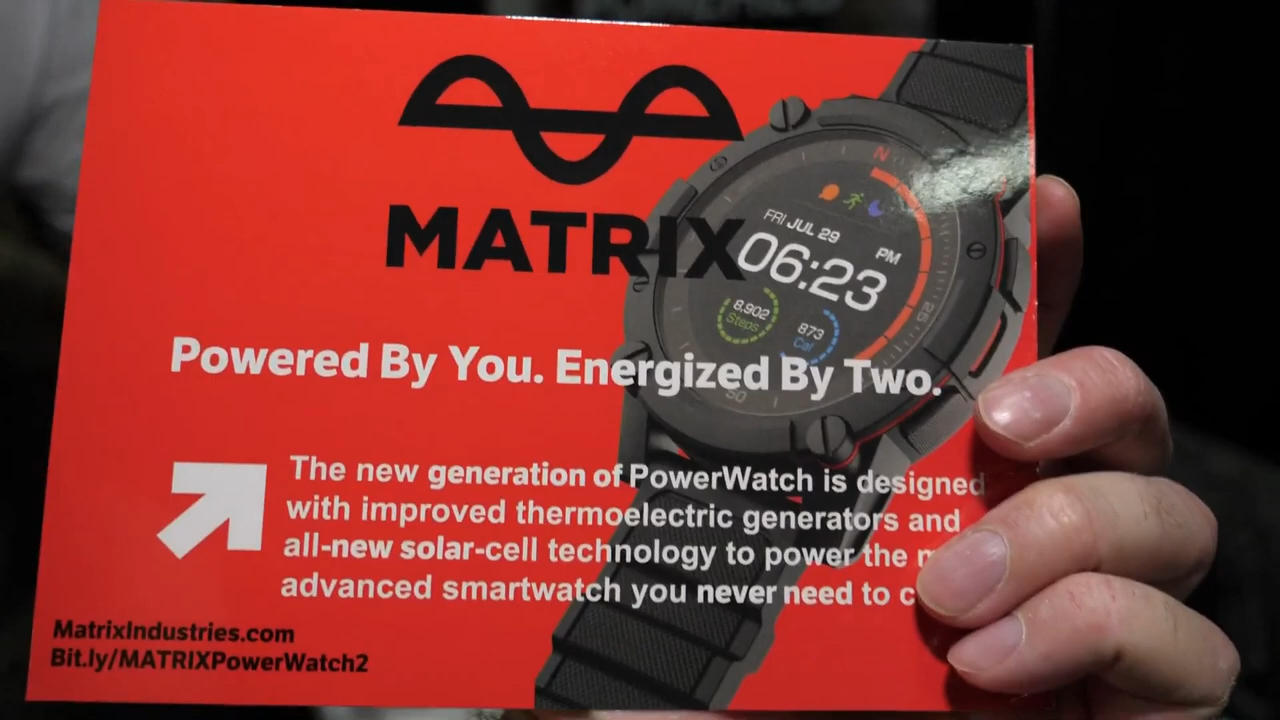 MATRIX
N
FRI JUL 29
PM
06:23
8,902
Steps
873
Cal
25
50
Powered By You. Energized By Two.
The new generation of PowerWatch is designed
with improved thermoelectric generators and
all-new solar-cell technology to power the
advanced smartwatch you never need to
MatrixIndustries.com
Bit.ly/MATRIXPowerWatch2